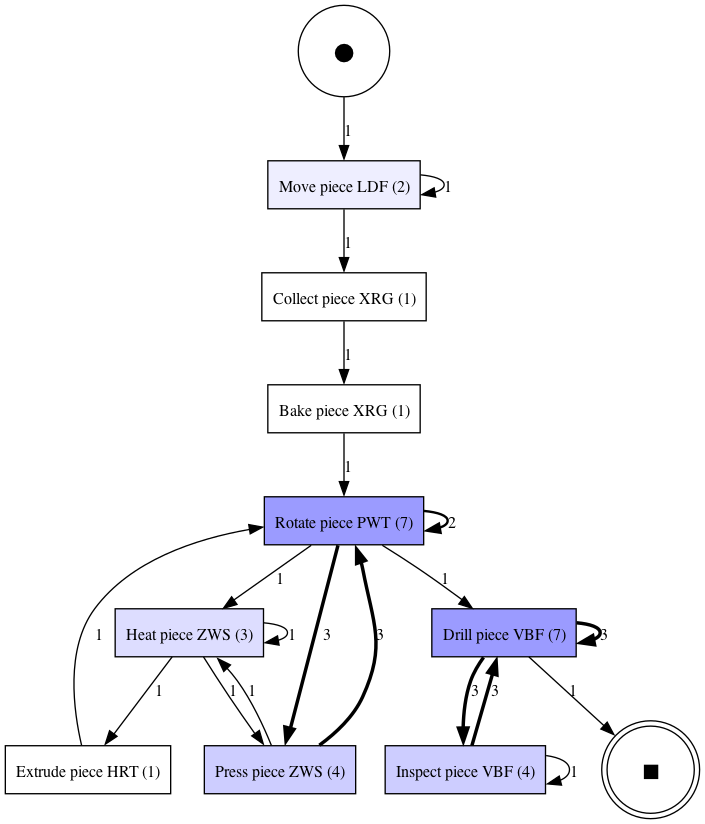 1
Move piece LDF (2)
1
1
Collect piece XRG (1)
1
Bake piece XRG (1)
1
Rotate piece PWT (7)
2
1
1
Heat piece ZWS (3)
1
3
3
Drill piece VBF (7)
3
1
1
1
1
3
3
1
Extrude piece HRT (1)
Press piece ZWS (4)
Inspect piece VBF (4)
1